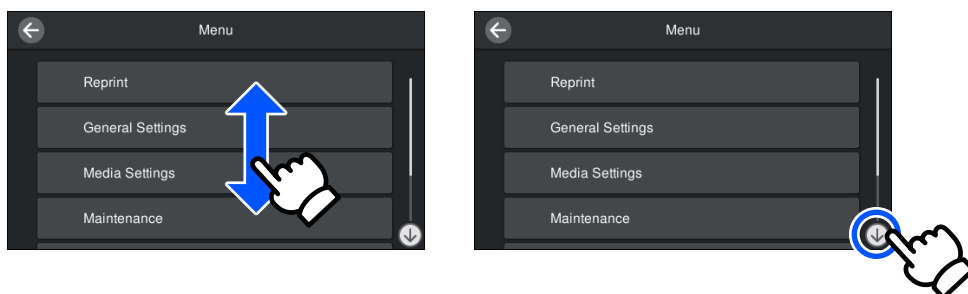 Menu
Reprint
General Settings
Media Settings
Maintenance
Menu
Reprint
General Settings
Media Settings
Maintenance